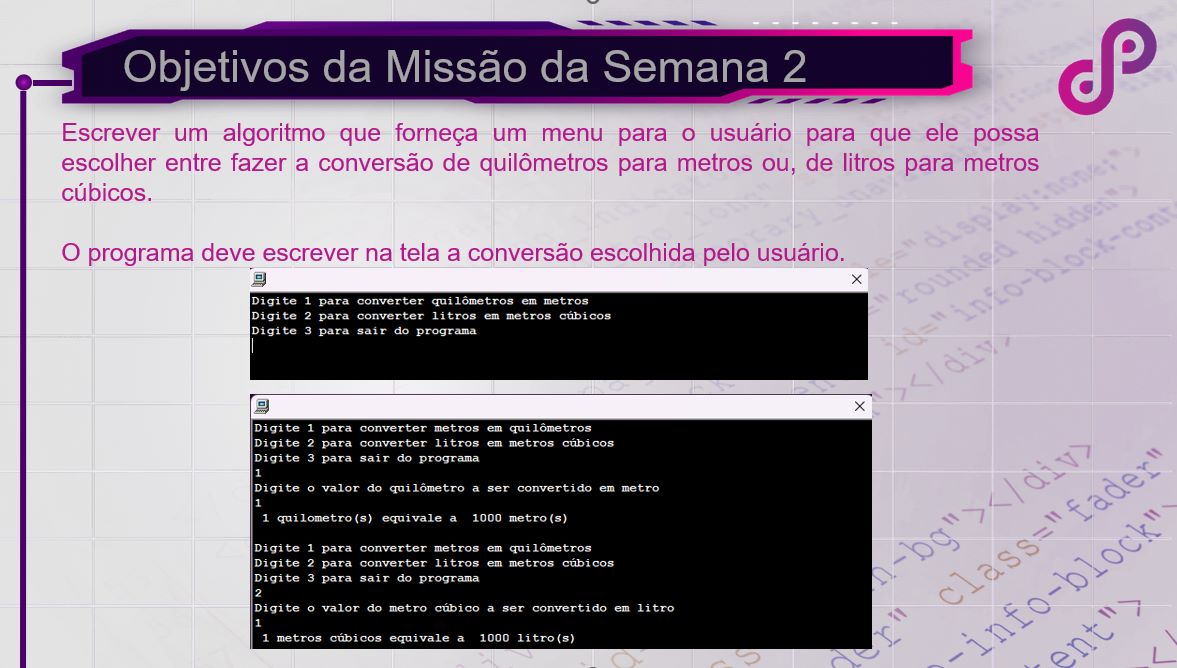 Objetivos da Missão da Semana 2
Escrever um algoritmo que forneça um menu para o usuário para que ele possa
escolher entre fazer a conversão de quilômetros para metros ou, de litros para metros
cúbicos.
O programa deve escrever na tela a conversão escolhida pelo usuário.
Digite 1 para converter quilômetros em metros
Digite 2 para converter litros em metros cúbicos
Digite 3 para sair do programa
Digite 1 para converter metros em quilômetros
Digite 2 para converter litros em metros cúbicos
Digite 3 para sair do programa
1
Digite o valor do quilômetro a ser convertido em metro
1
1 quilometro(s) equivale a 1000 metro(s)
Digite 1 para converter metros em quilômetros
Digite 2 para converter litros em metros cúbicos
Digite 3 para sair do programa
2
Digite o valor do metro cúbico a ser convertido em litro
1
1 metros cúbicos equivale a 1000 litro(s)